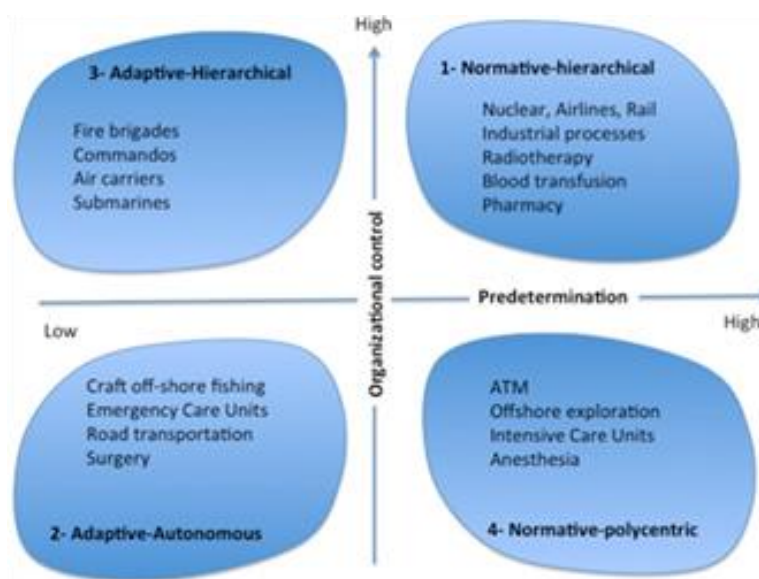 High
3- Adaptive-Hierarchical
Fire brigades
Commandos
Air carriers
Submarines
1- Normative-hierarchical
Nuclear, Airlines, Rail
Industrial processes
Radiotherapy
Blood transfusion
Pharmacy
Organizational control
Predetermination
Low
High
Craft off-shore fishing
Emergency Care Units
Road transportation
Surgery
2- Adaptive-Autonomous
ATM
Offshore exploration
Intensive Care Units
Anesthesia
4- Normative-polycentric